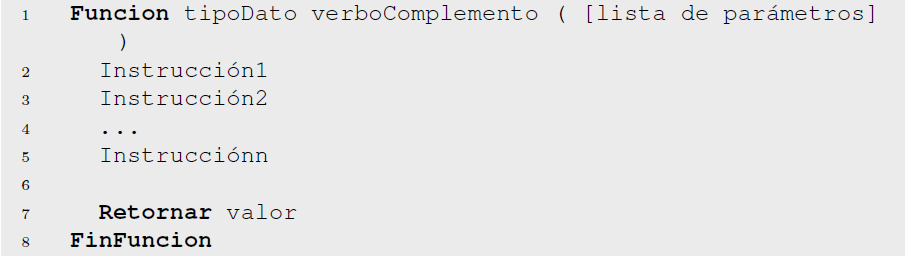 1 Funcion tipoDato verboComplemento ( [lista de parámetros]
)
2 Instrucción1
3 Instrucción2
4 ...
5 Instrucciónn
6
7 Retornar valor
8 FinFuncion